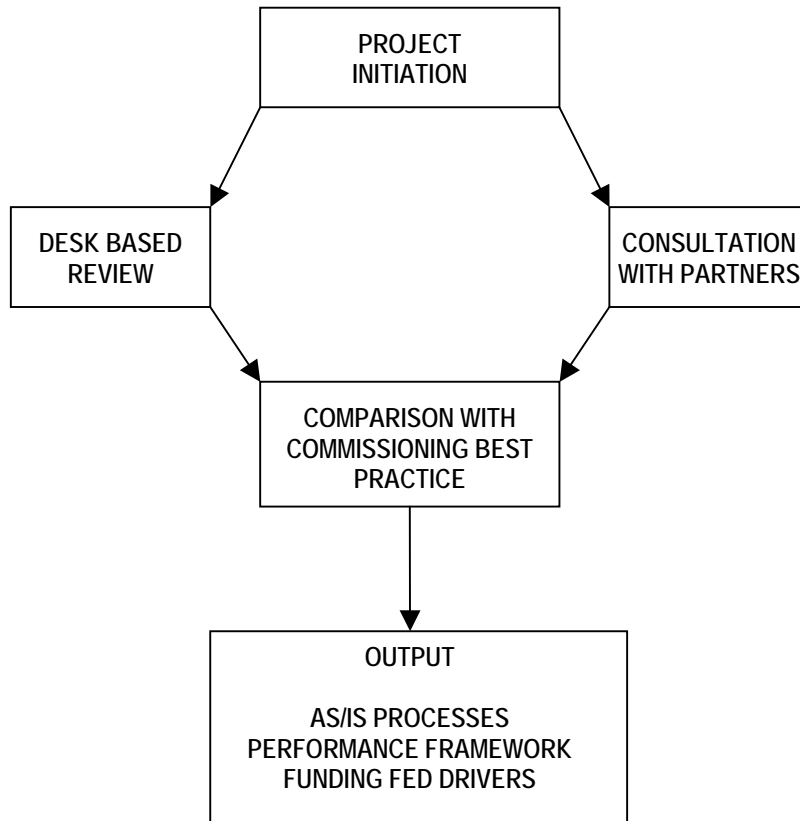 PROJECT
INITIATION
DESK BASED
REVIEW
CONSULTATION
WITH PARTNERS
COMPARISON WITH
COMMISSIONING BEST
PRACTICE
OUTPUT
AS/IS PROCESSES
PERFORMANCE FRAMEWORK
FUNDING FED DRIVERS